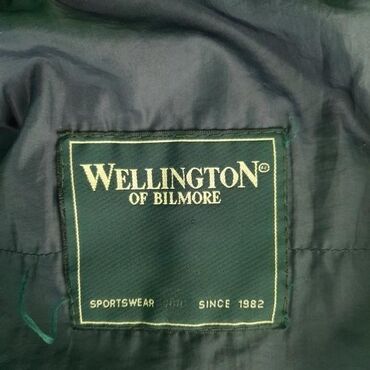 WELLINGTON®
OF BILMORE
SPORTSWEAR SINCE 1982